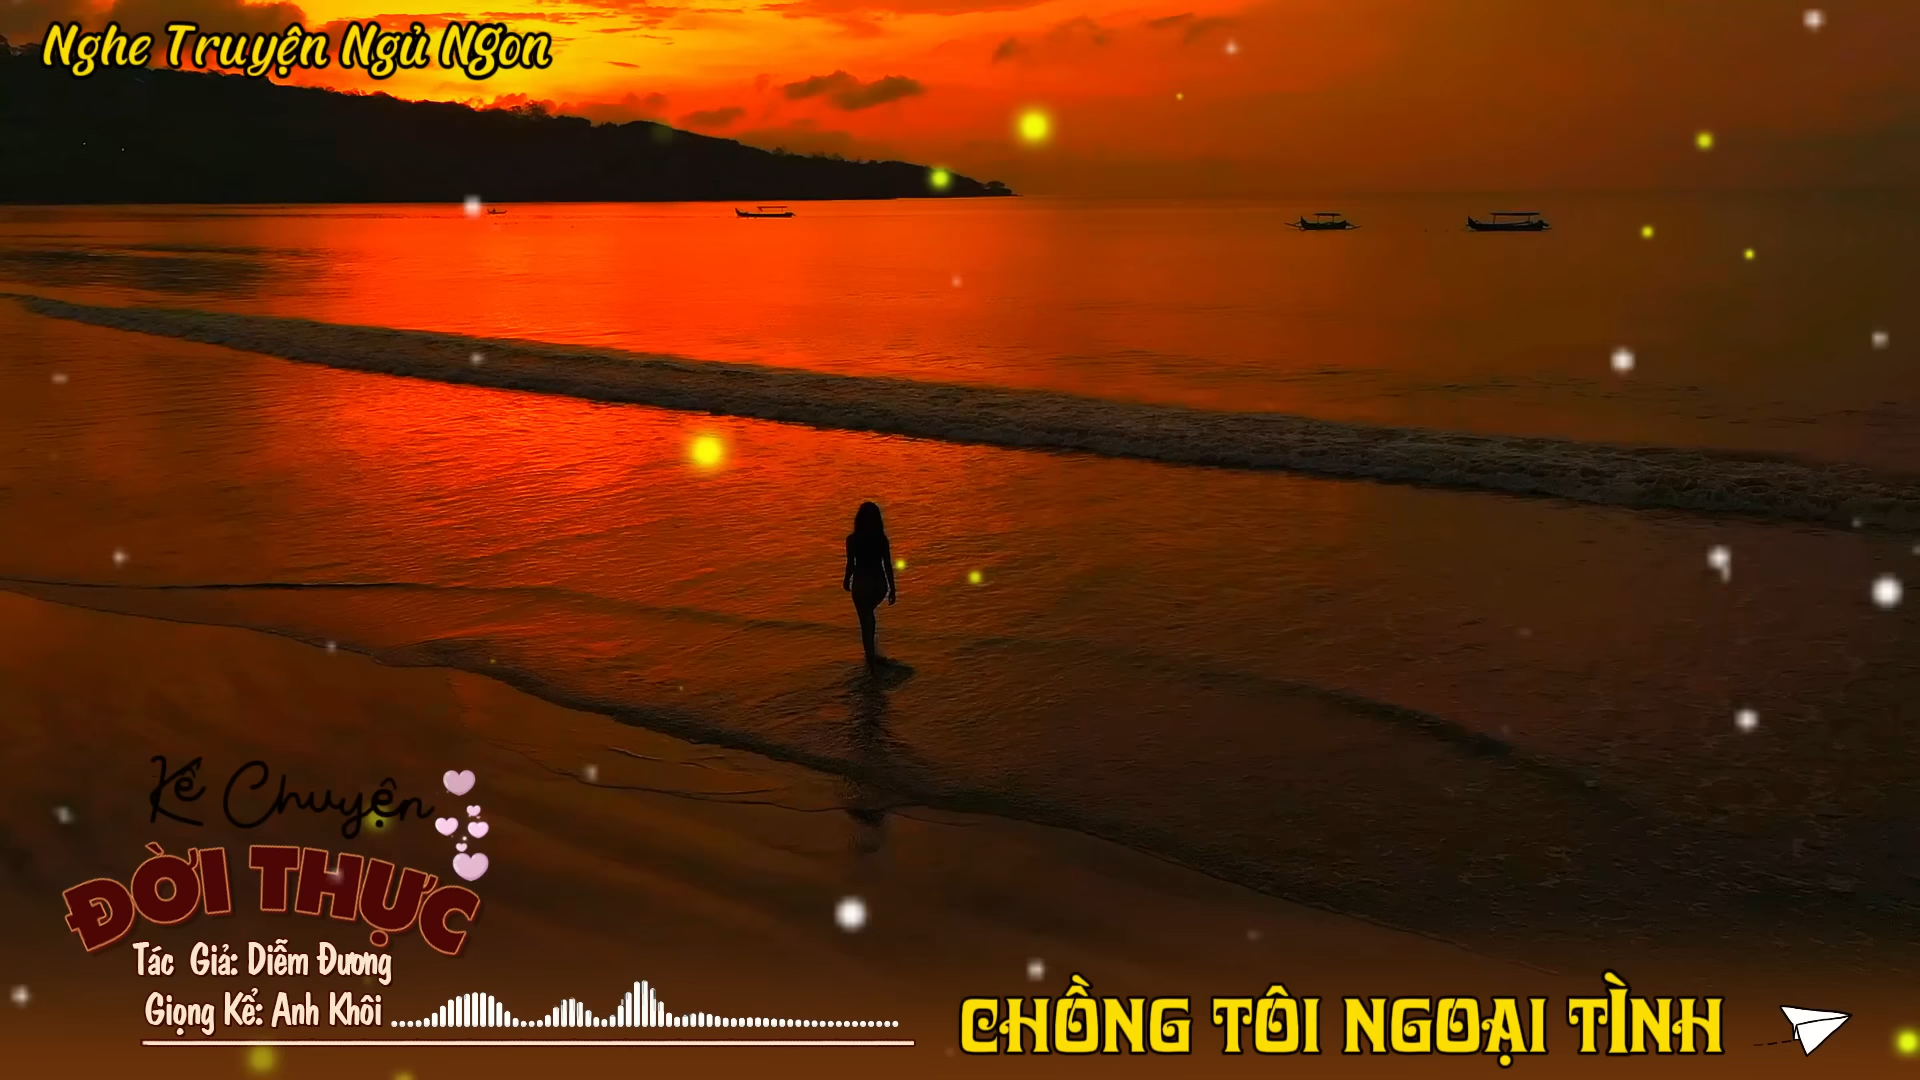 Nghe Truyện Ngủ NGon
Kể Chuyện
ĐỜI THỰC
Tác Giả: Diễm Đương
Giọng Kể: Anh Khôi
CHỒNG TÔI NGOẠI TÌNH